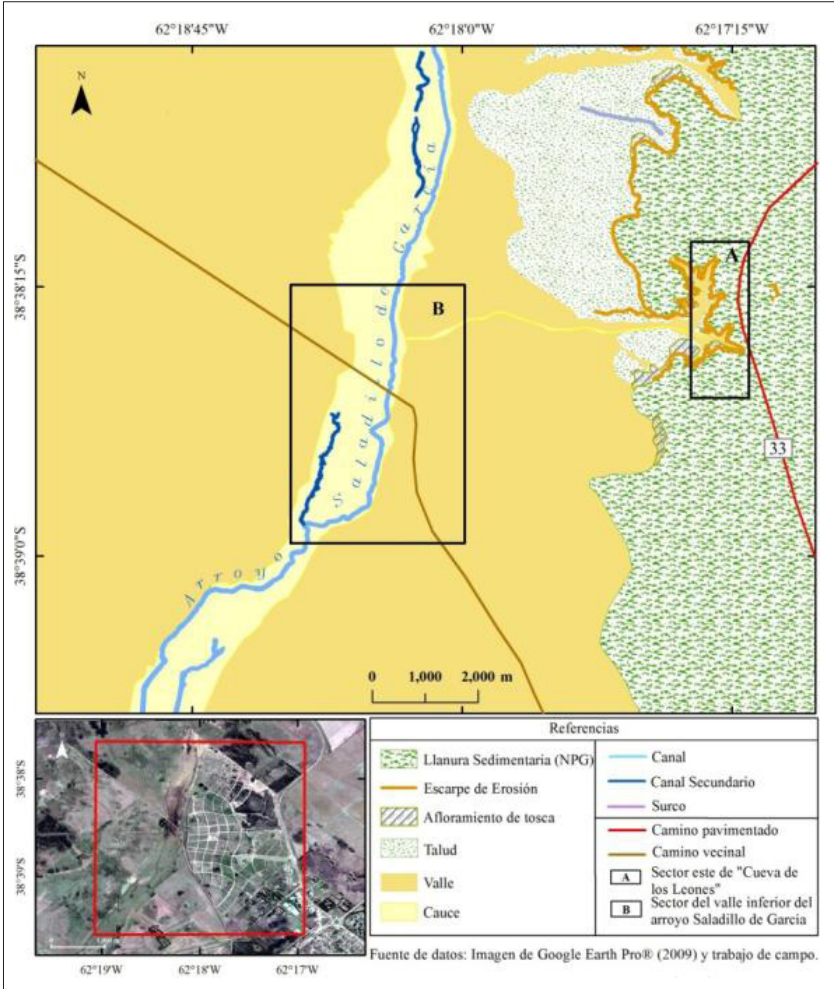 62°18'45"W
62°18'0"W
62°17'15"W
N
38°38'15"S
38°39'0"S
A
B
Arroyo Saladillo de García
33
0 1,000 2,000 m
38°38'S
38°39'S
62°19'W
62°18'W
62°17'W
Referencias
Llanura Sedimentaria (NPG)
Escarpe de Erosión
Afloramiento de tosca
Talud
Valle
Cauce
Canal
Canal Secundario
Surco
Camino pavimentado
Camino vecinal
A Sector este de "Cueva de
los Leones"
B Sector del valle inferior del
arroyo Saladillo de García
Fuente de datos: Imagen de Google Earth Pro® (2009) y trabajo de campo.